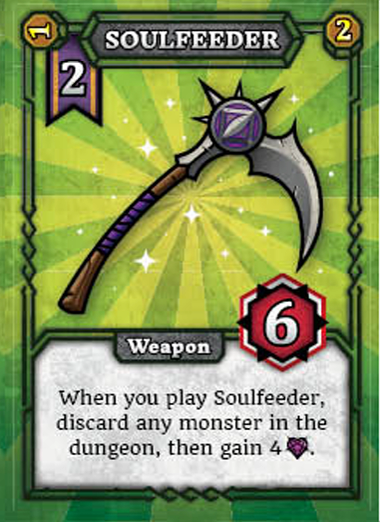 1
SOULFEEDER
2
2
6
Weapon
When you play Soulfeeder,
discard any monster in the
dungeon, then gain 4.